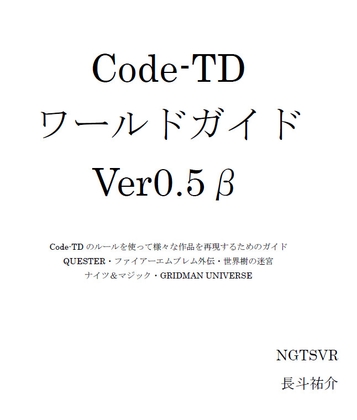 Code-TD
ワールドガイド
Ver0.5β
Code-TD のルールを使って様々な作品を再現するためのガイド
QUESTER・ファイアーエムブレム外伝・世界樹の迷宮
ナイツ＆マジック・GRIDMAN UNIVERSE
NGTSVR
長斗祐介